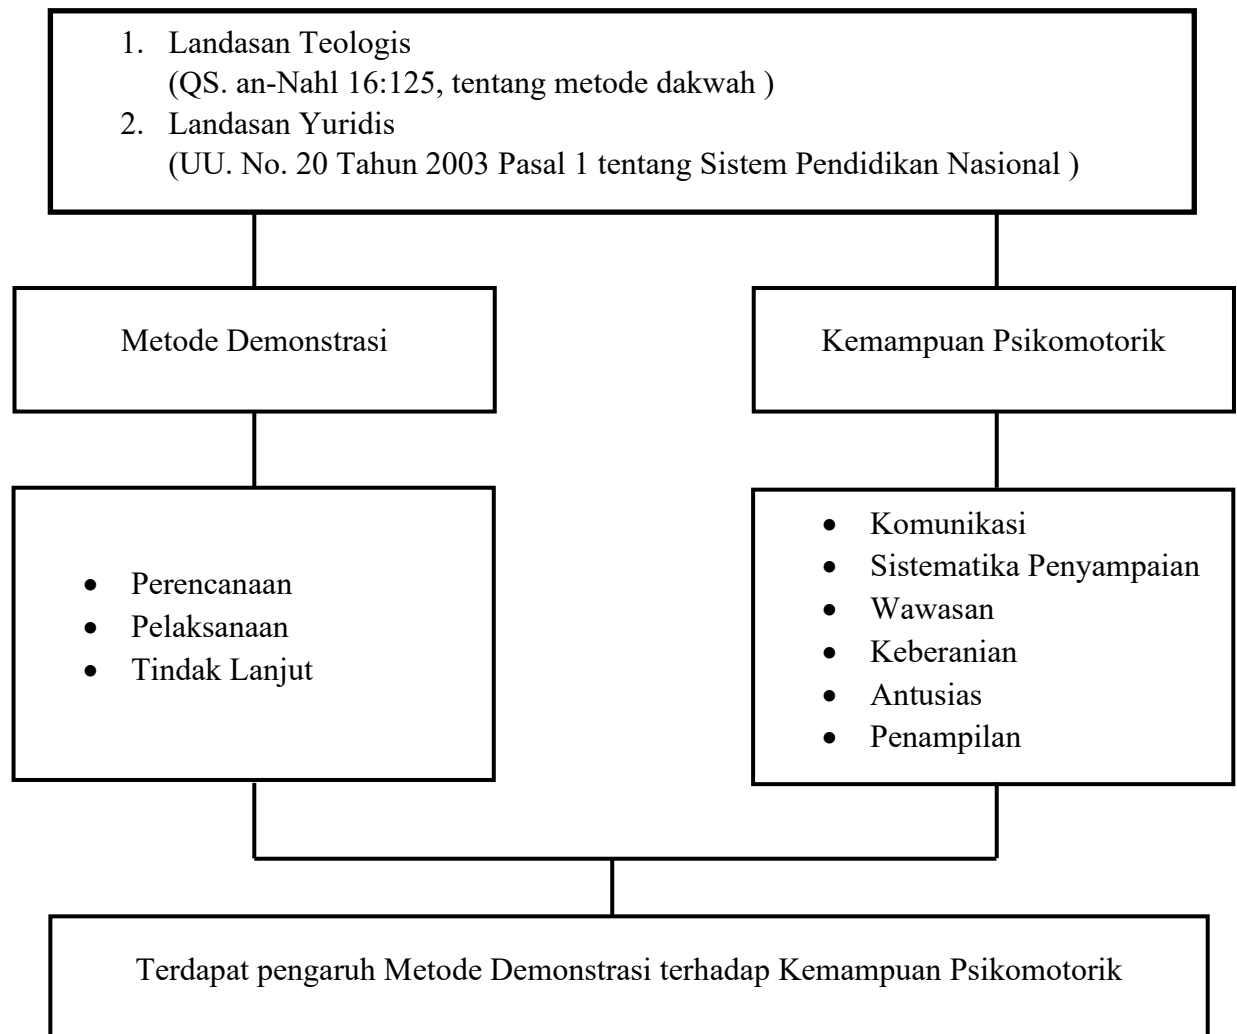 1. Landasan Teologis
(QS. an-Nahl 16:125, tentang metode dakwah )
2. Landasan Yuridis
(UU. No. 20 Tahun 2003 Pasal 1 tentang Sistem Pendidikan Nasional )
Metode Demonstrasi
Kemampuan Psikomotorik
• Perencanaan
• Pelaksanaan
• Tindak Lanjut
• Komunikasi
• Sistematika Penyampaian
• Wawasan
• Keberanian
• Antusias
• Penampilan
Terdapat pengaruh Metode Demonstrasi terhadap Kemampuan Psikomotorik